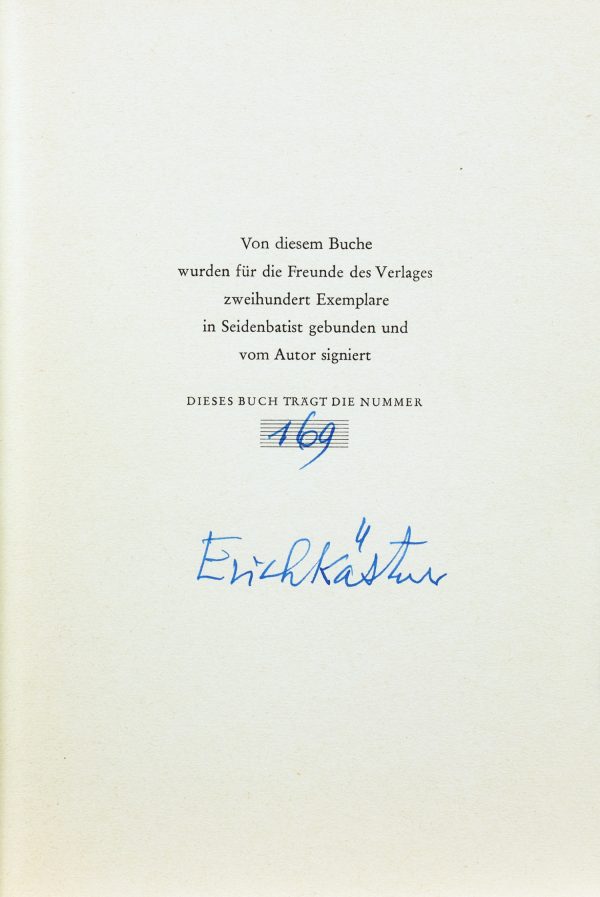 Von diesem Buche
wurden für die Freunde des Verlages
zweihundert Exemplare
in Seidenbatist gebunden und
vom Autor signiert
DIESES BUCH TRÄGT DIE NUMMER
169
Erich Kästner